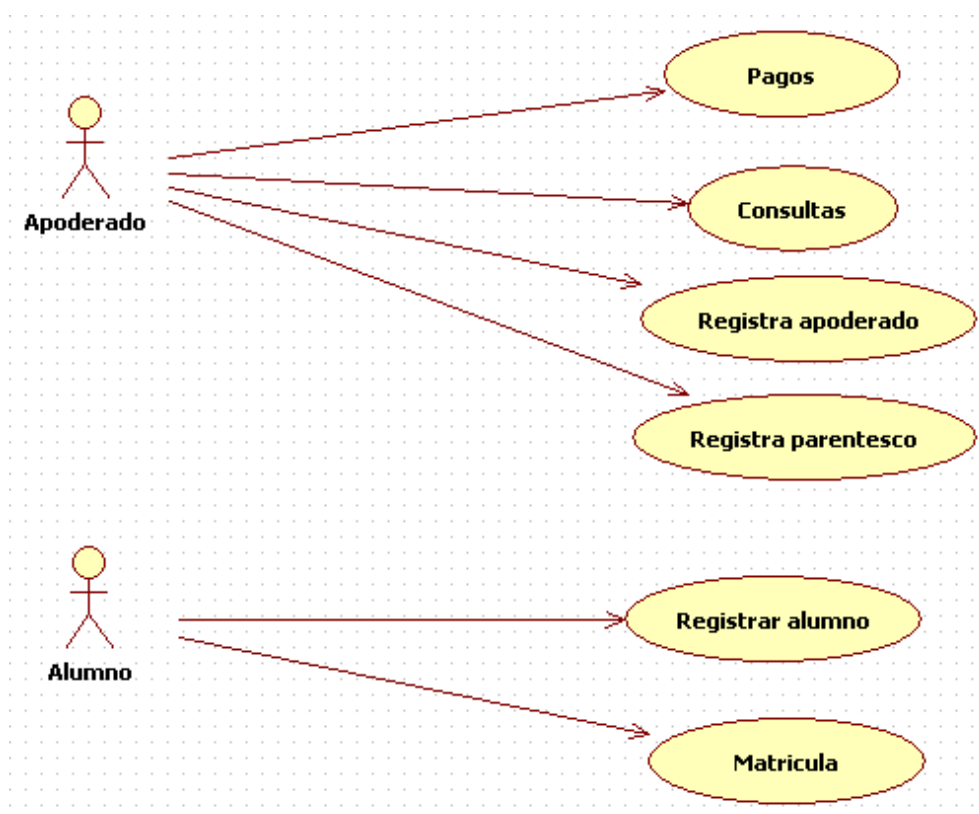 Pagos
Apoderado
Consultas
Registra apoderado
Registra parentesco
Registrar alumno
Alumno
Matricula